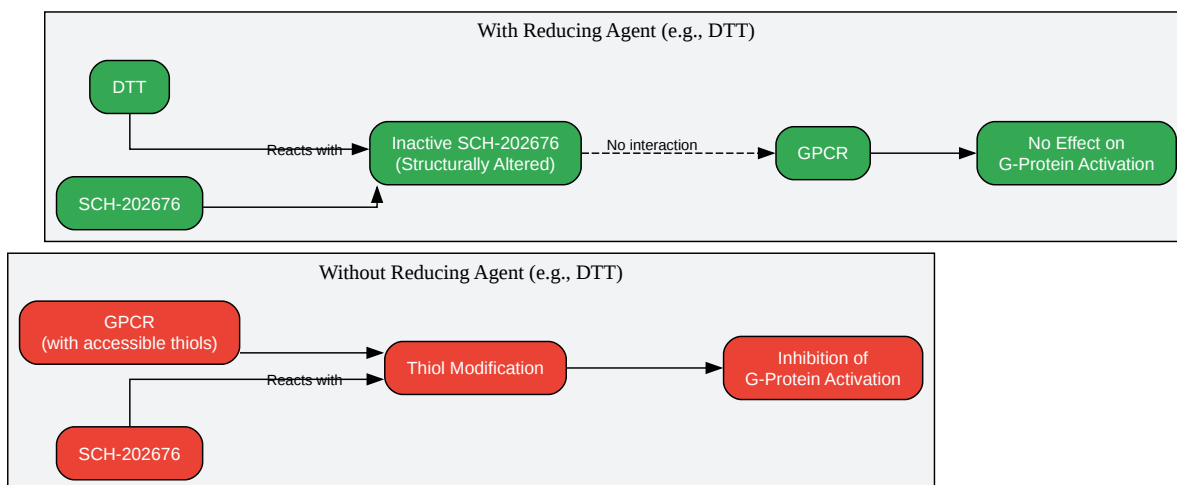 With Reducing Agent (e.g., DTT)
DTT
Reacts with
Inactive SCH-202676
(Structurally Altered)
No interaction
GPCR
No Effect on
G-Protein Activation
SCH-202676
Without Reducing Agent (e.g., DTT)
GPCR
(with accessible thiols)
Reacts with
Thiol Modification
Inhibition of
G-Protein Activation
SCH-202676